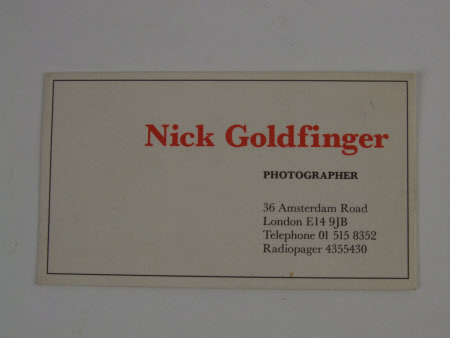 Nick Goldfinger
PHOTOGRAPHER
36 Amsterdam Road
London E14 9JB
Telephone 01 515 8352
Radiopager 4355430